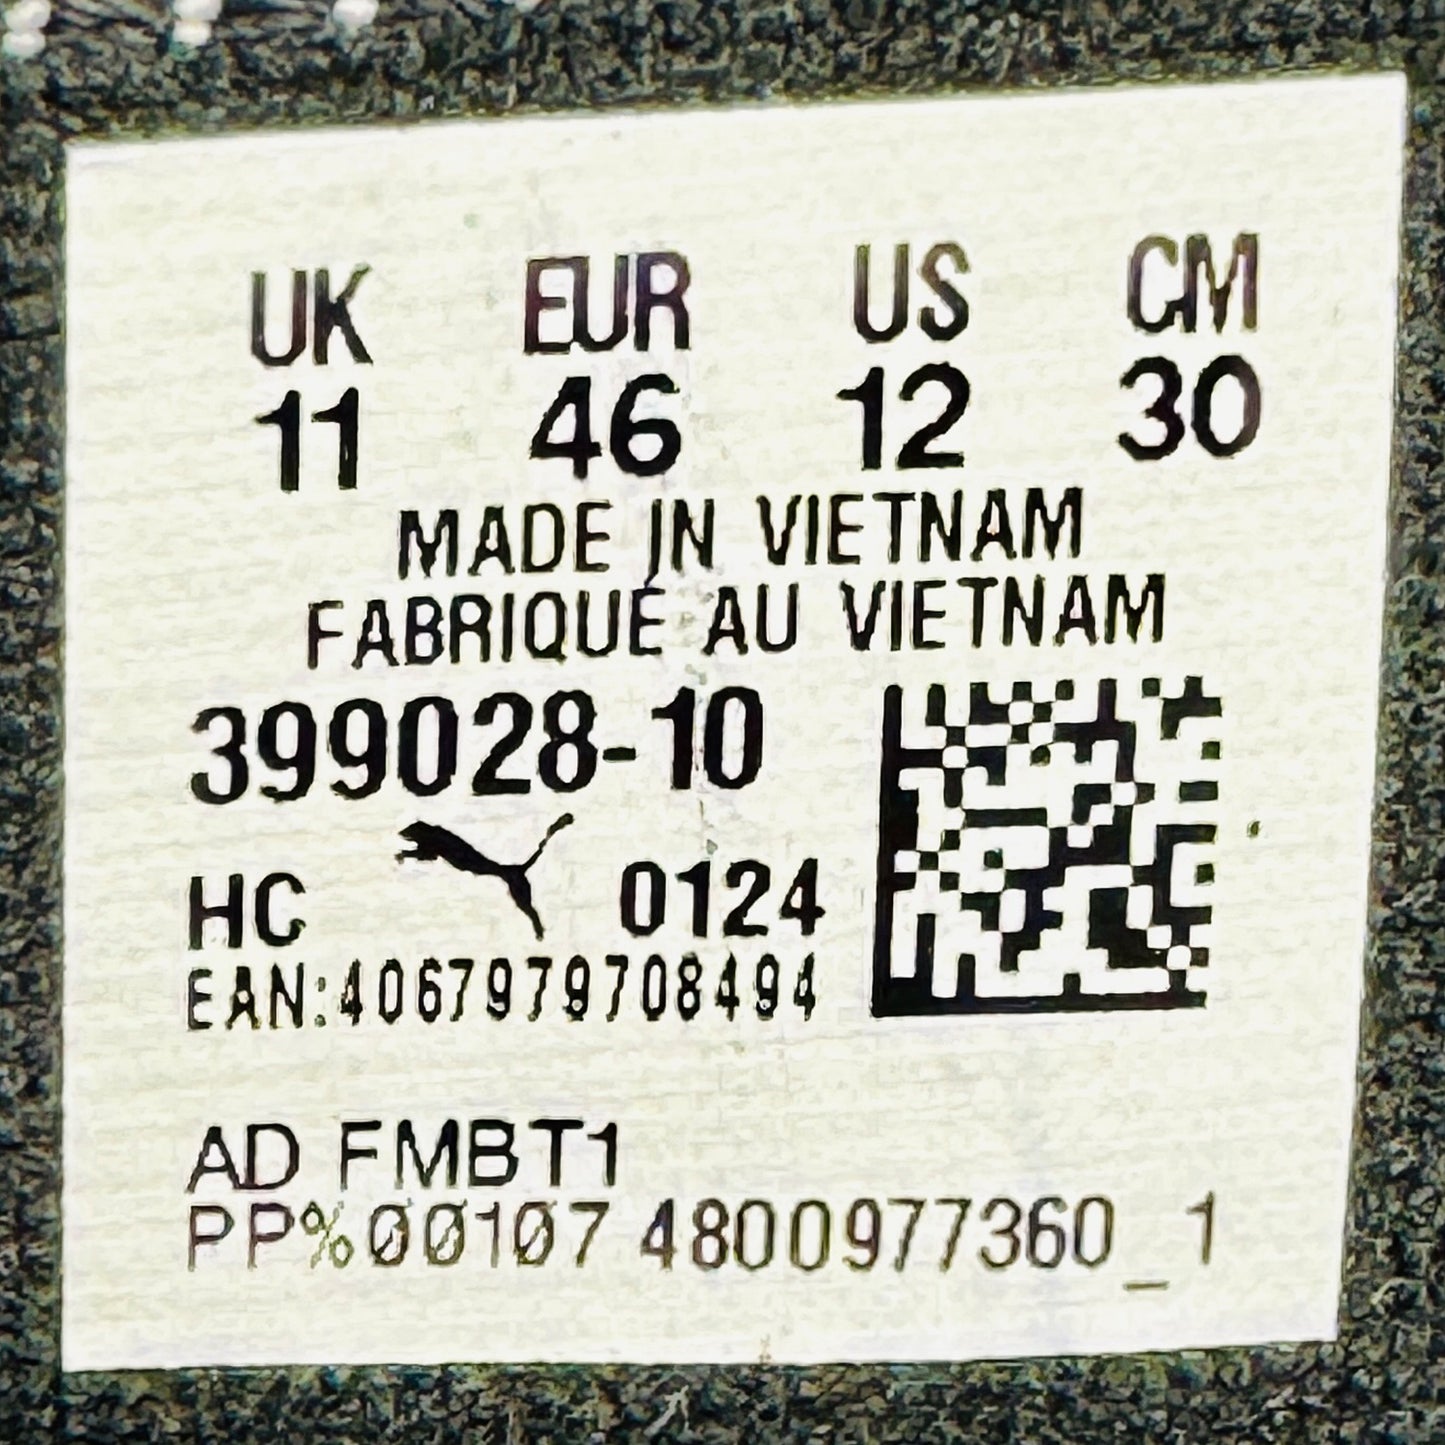 UK EUR US CM
11 46 12 30
MADE IN VIETNAM
FABRIQUÉ AU VIETNAM
399028-10
HC 0124
EAN:4067979708494
AD FMBT1
PP%00107 4800977360_1